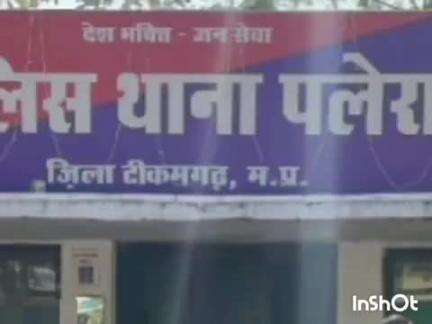 देश भक्ति - जन सेवा
लिस थाना पलेरा
ज़िला टीकमगढ़, म.प्र.
InShOt